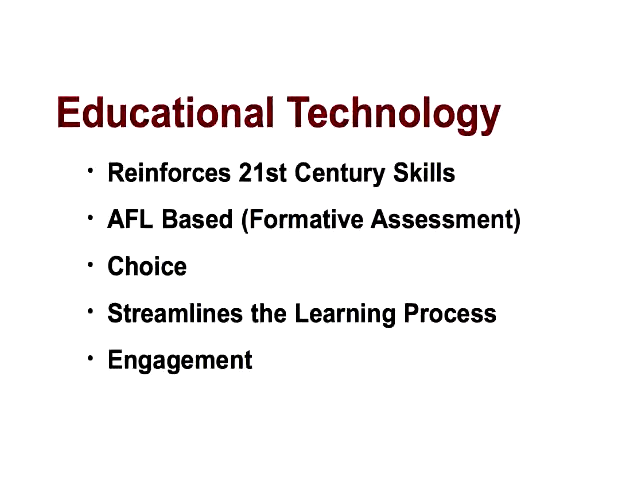 Educational Technology
• Reinforces 21st Century Skills
• AFL Based (Formative Assessment)
• Choice
• Streamlines the Learning Process
• Engagement